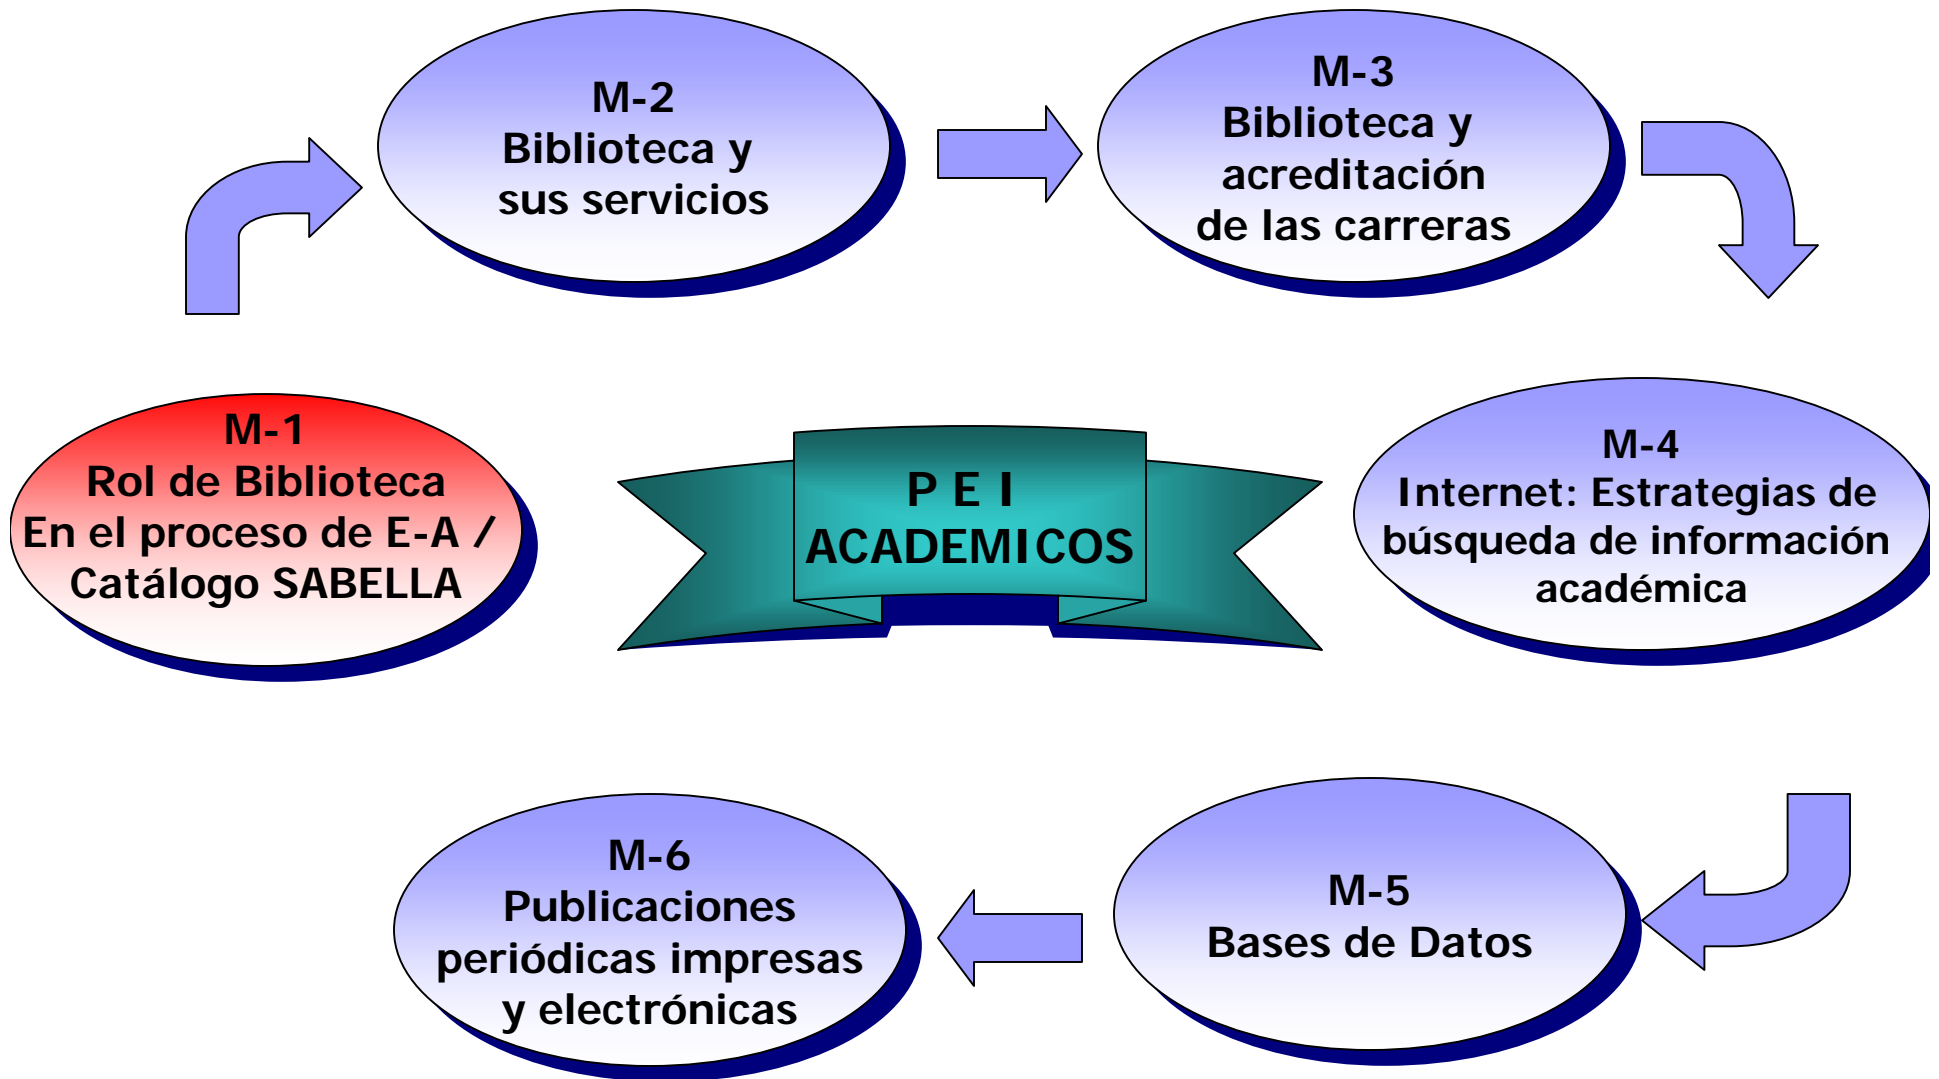 M-1
Rol de Biblioteca
En el proceso de E-A /
Catálogo SABELLA
M-2
Biblioteca y
sus servicios
M-3
Biblioteca y
acreditación
de las carreras
M-4
Internet: Estrategias de
búsqueda de información
académica
M-5
Bases de Datos
M-6
Publicaciones
periódicas impresas
y electrónicas
P E I
ACADEMICOS